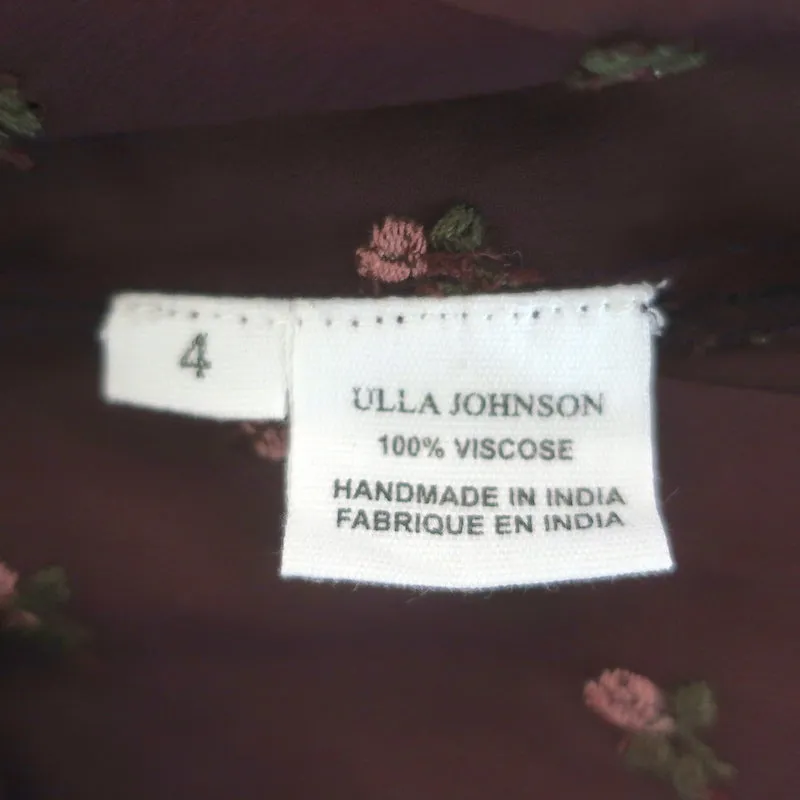 4
ULLA JOHNSON
100% VISCOSE
HANDMADE IN INDIA
FABRIQUE EN INDIA